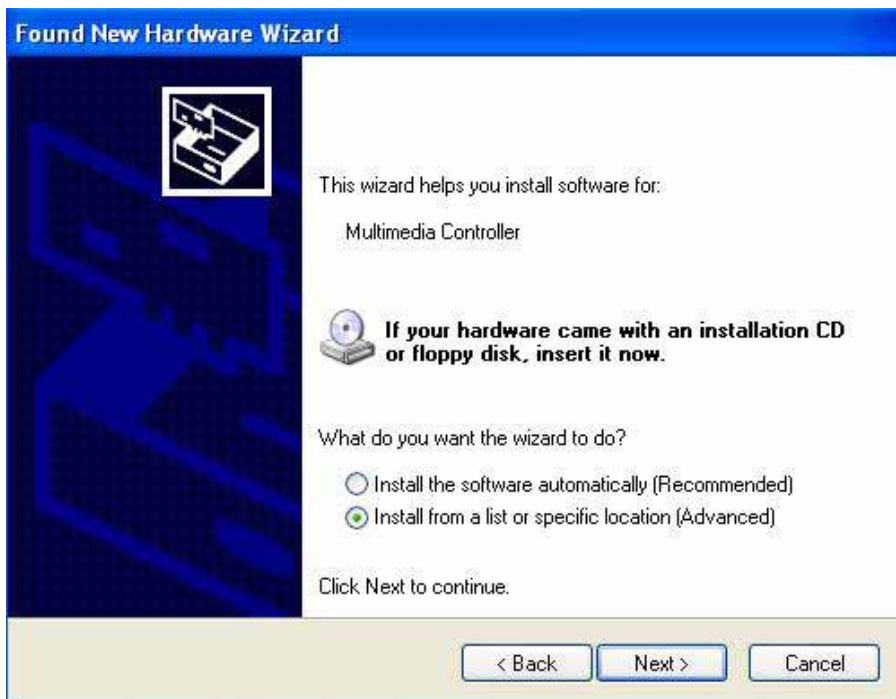 Found New Hardware Wizard
This wizard helps you install software for:
Multimedia Controller
If your hardware came with an installation CD
or floppy disk, insert it now.
What do you want the wizard to do?
Install the software automatically (Recommended)
Install from a list or specific location (Advanced)
Click Next to continue.
< Back
Next >
Cancel